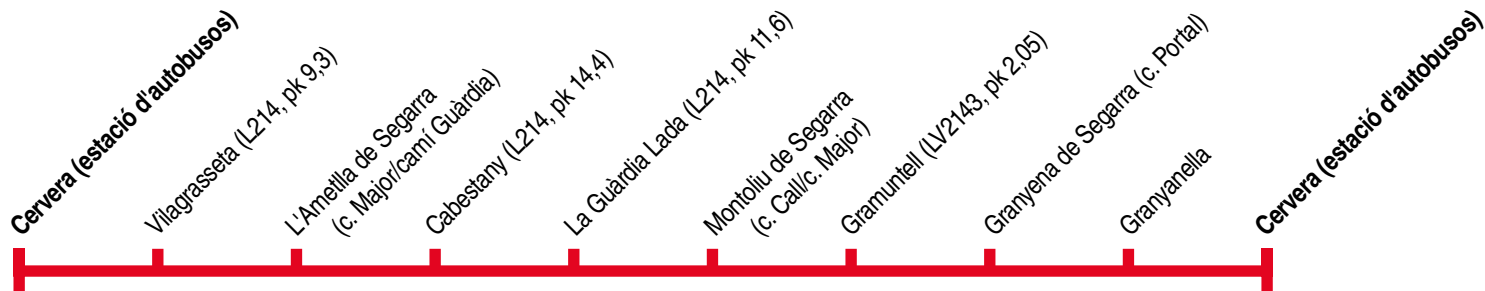 Cervera (estació d'autobusos)
Vilagrasseta (L214, pk 9,3)
L'Ametlla de Segarra
(c. Major/camí Guàrdia)
Cabestany (L214, pk 14,4)
La Guàrdia Lada (L214, pk 11,6)
Montoliu de Segarra
(c. Call/c. Major)
Gramuntell (LV2143, pk 2,05)
Granyena de Segarra (c. Portal)
Granyanella
Cervera (estació d'autobusos)